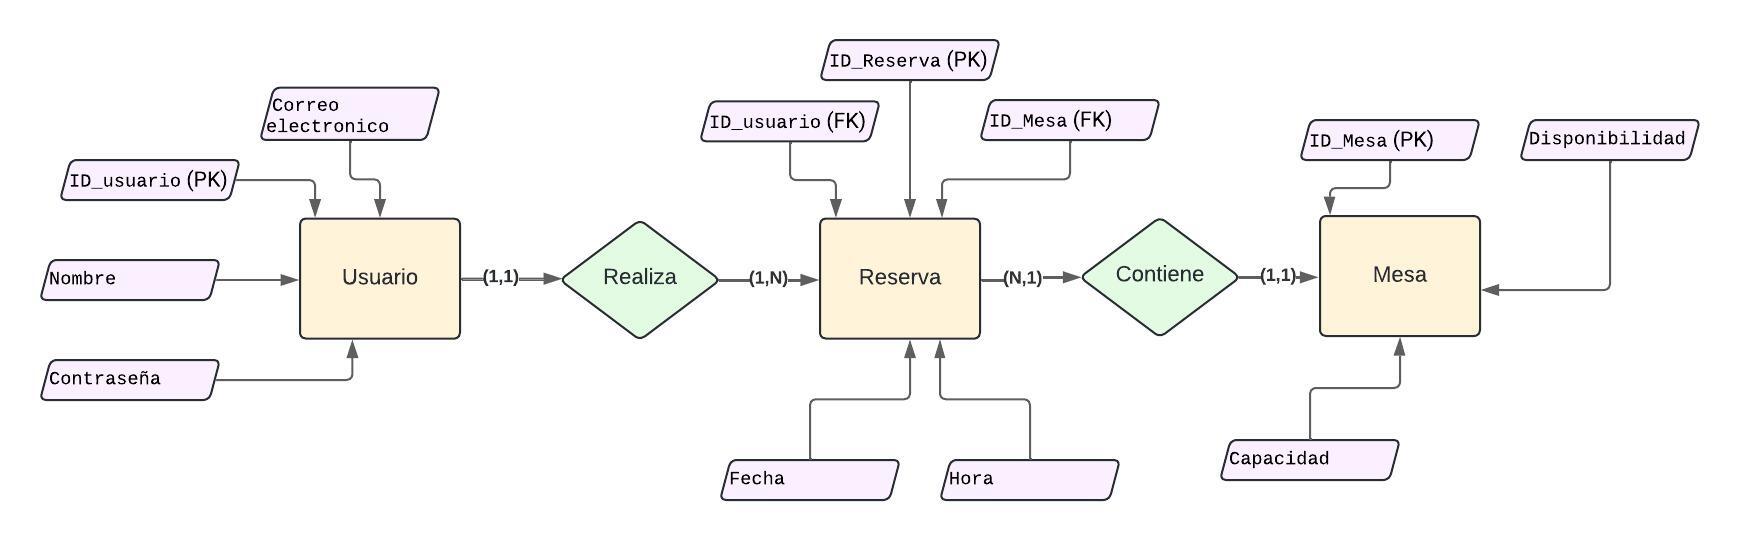 ID_Reserva (PK)
Correo
electronico
ID_usuario (FK)
ID_Mesa (FK)
ID_Mesa (PK)
Disponibilidad
ID_usuario (PK)
Nombre
Usuario
(1,1)
Realiza
(1,N)
Reserva
(N,1)
Contiene
(1,1)
Mesa
Contraseña
Fecha
Hora
Capacidad